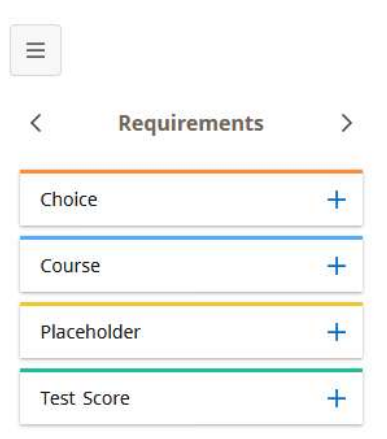 Requirements
Choice
Course
Placeholder
Test Score